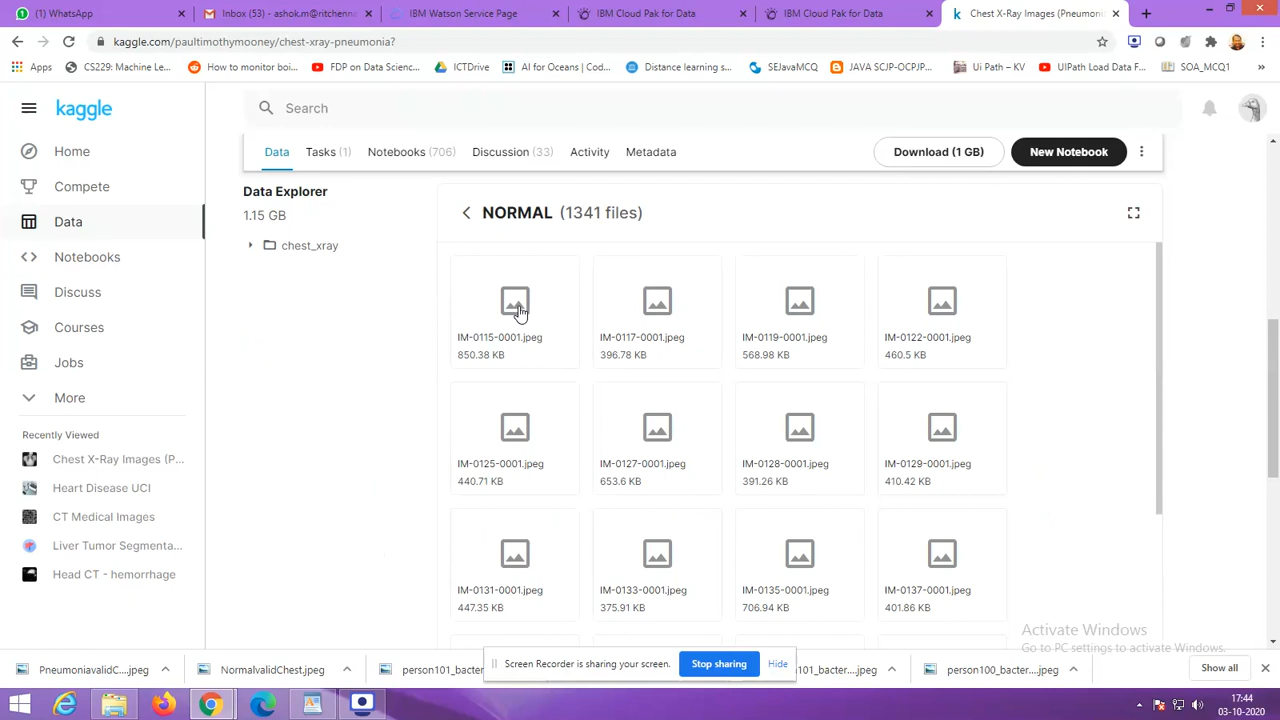 WhatsApp
Inbox (53) - ashok.m@ritchennai
IBM Watson Service Page
IBM Cloud Pak for Data
IBM Cloud Pak for Data
Chest X-Ray Images (Pneumoni
kaggle.com/paultimothymooney/chest-xray-pneumonia?
Apps
CS229: Machine Le...
How to monitor boi...
FDP on Data Scienc...
ICTDrive
AI for Oceans | Cod...
Distance learning s...
SEJavaMCQ
JAVA SCJP-OCPJP...
Ui Path – KV
UIPath Load Data F...
SOA_MCQ1
»
kaggle
Search
Home
Compete
Data
Notebooks
Discuss
Courses
Jobs
More
Recently Viewed
Chest X-Ray Images (P...
Heart Disease UCI
CT Medical Images
Liver Tumor Segmenta...
Head CT - hemorrhage
Data
Tasks (1)
Notebooks (706)
Discussion (33)
Activity
Metadata
Download (1 GB)
New Notebook
Data Explorer
1.15 GB
chest_xray
NORMAL (1341 files)
IM-0115-0001.jpeg
850.38 KB
IM-0117-0001.jpeg
396.78 KB
IM-0119-0001.jpeg
568.98 KB
IM-0122-0001.jpeg
460.5 KB
IM-0125-0001.jpeg
440.71 KB
IM-0127-0001.jpeg
653.6 KB
IM-0128-0001.jpeg
391.26 KB
IM-0129-0001.jpeg
410.42 KB
IM-0131-0001.jpeg
447.35 KB
IM-0133-0001.jpeg
375.91 KB
IM-0135-0001.jpeg
706.94 KB
IM-0137-0001.jpeg
401.86 KB
Activate Windows
Go to PC settings to activate Windows.
PneumoniavalidC....jpeg
NormalvalidChest.jpeg
person101_bac
Screen Recorder is sharing your screen.
Stop sharing
Hide
01_bacter....jpeg
person100_bacter....jpeg
Show all
17:44
03-10-2020